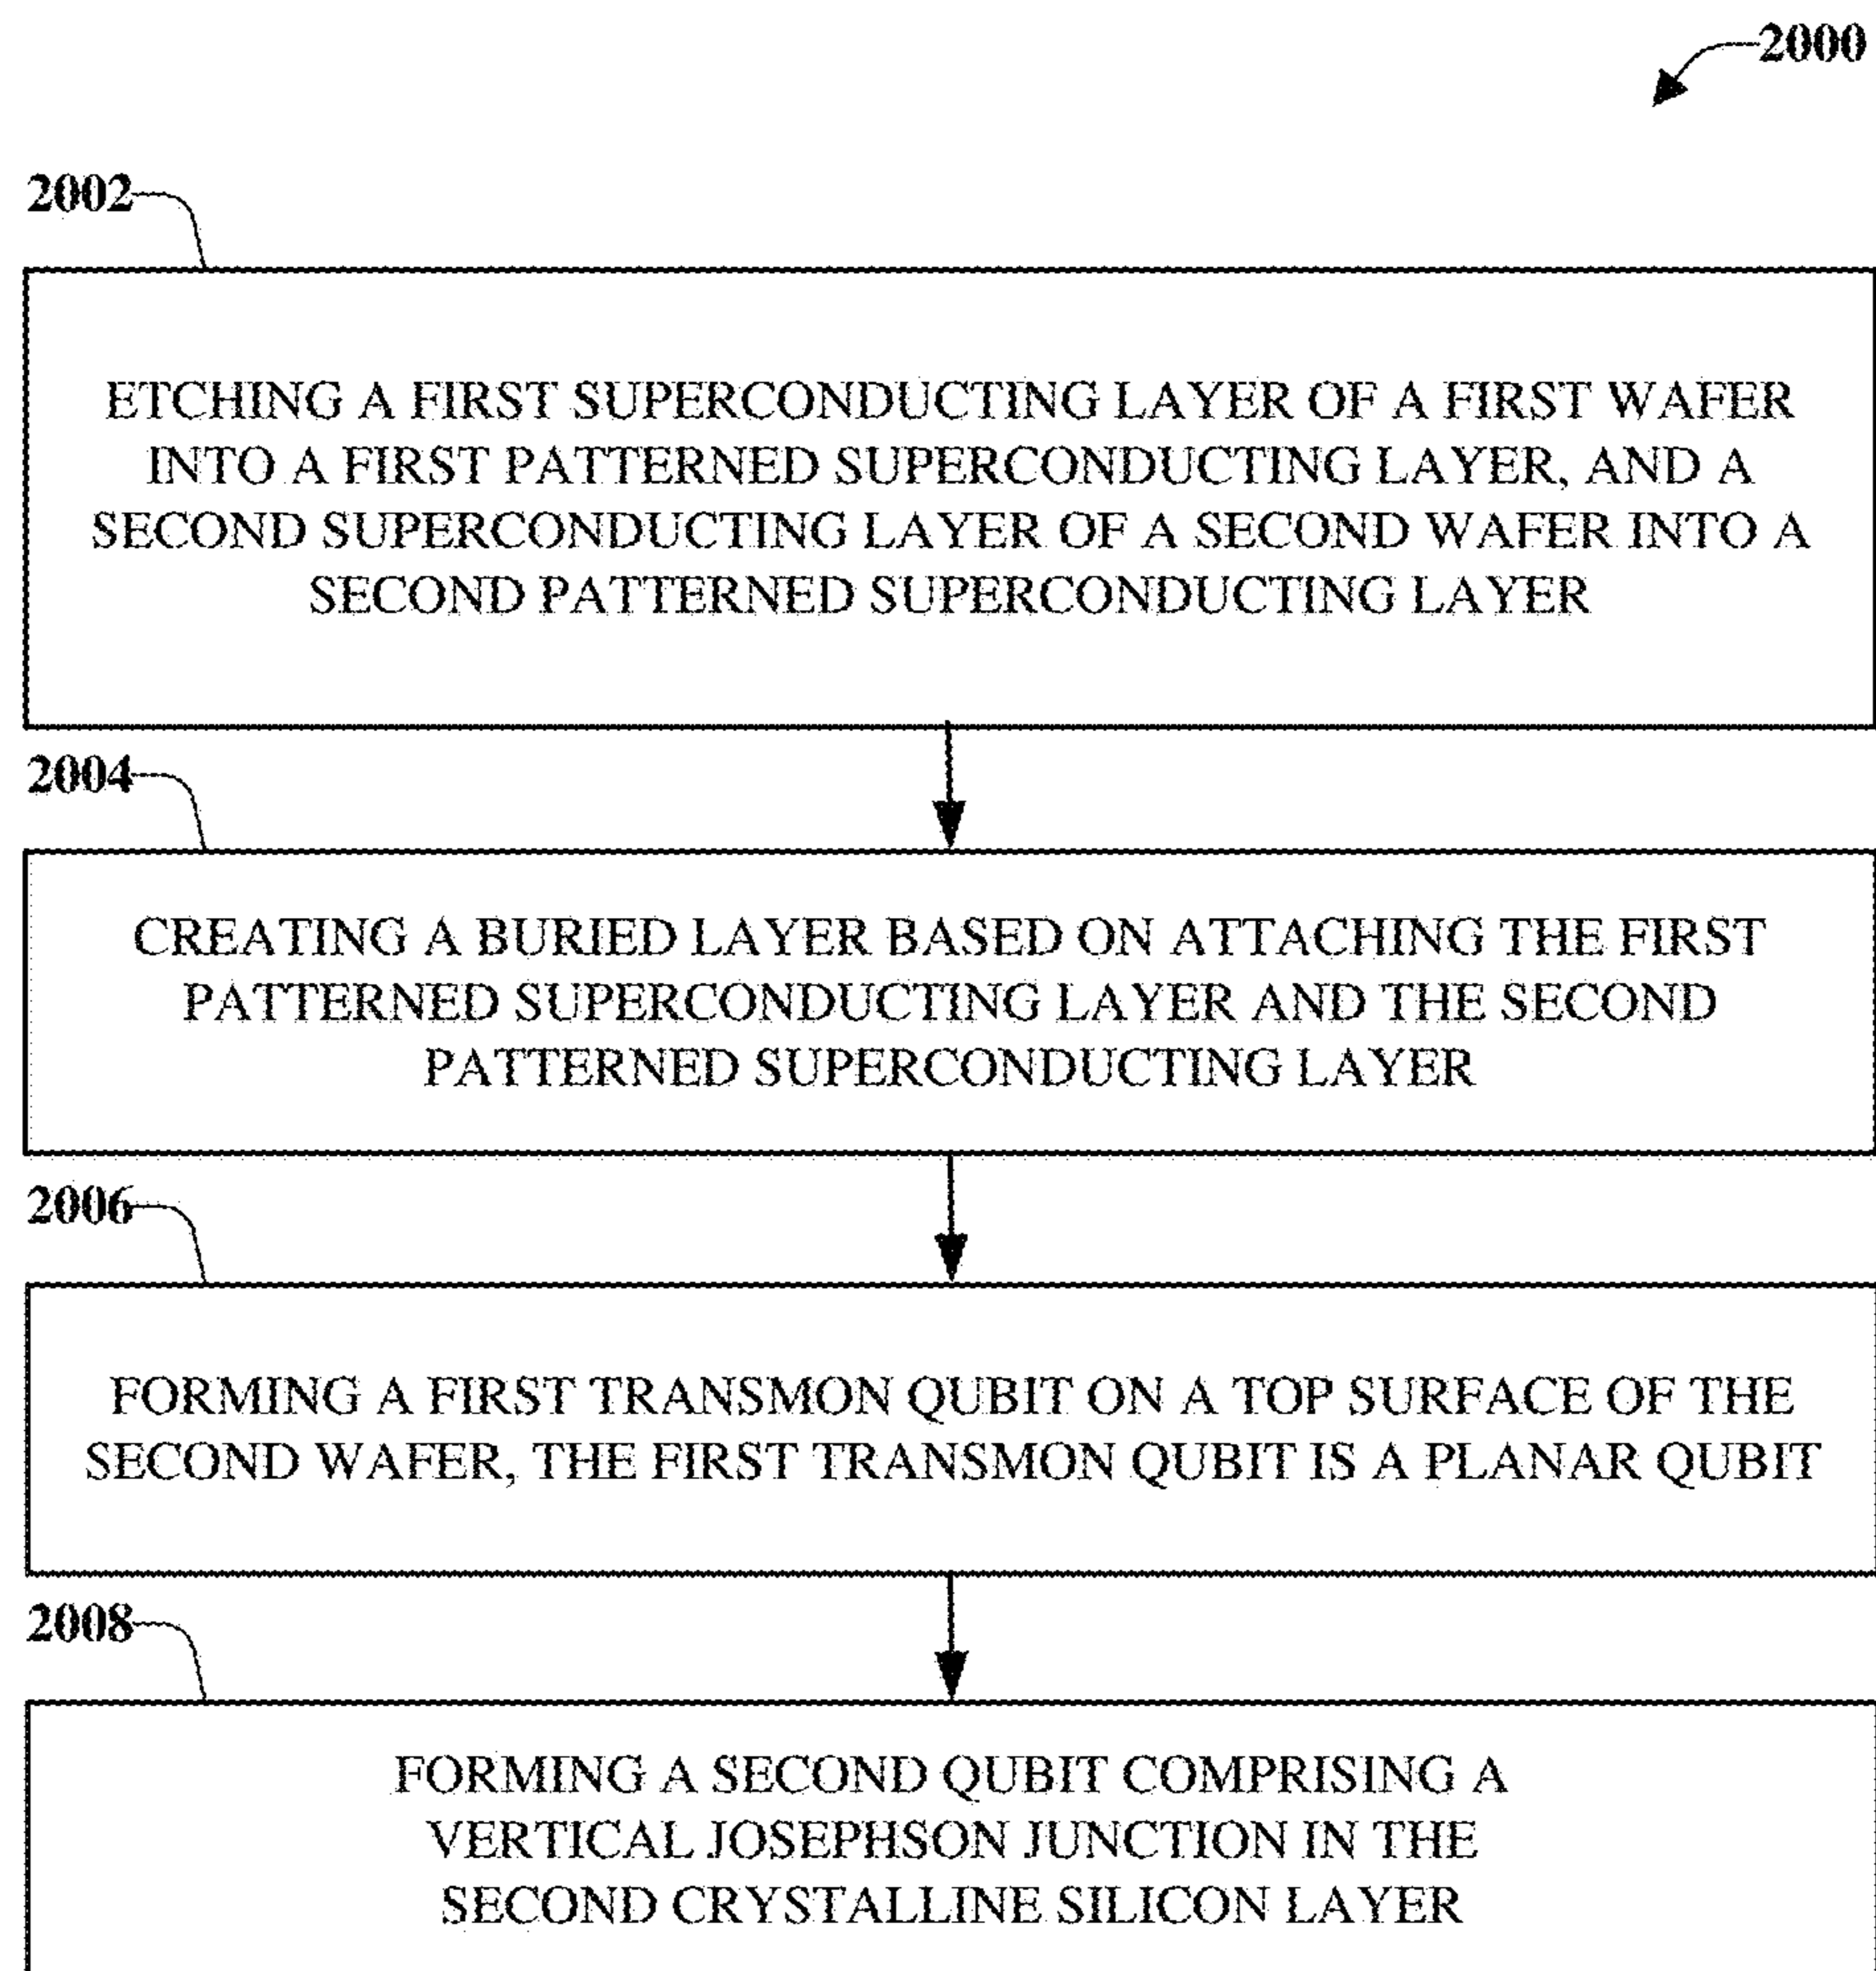 2000
2002
ETCHING A FIRST SUPERCONDUCTING LAYER OF A FIRST WAFER
INTO A FIRST PATTERNED SUPERCONDUCTING LAYER, AND A
SECOND SUPERCONDUCTING LAYER OF A SECOND WAFER INTO A
SECOND PATTERNED SUPERCONDUCTING LAYER
2004
CREATING A BURIED LAYER BASED ON ATTACHING THE FIRST
PATTERNED SUPERCONDUCTING LAYER AND THE SECOND
PATTERNED SUPERCONDUCTING LAYER
2006
FORMING A FIRST TRANSMON QUBIT ON A TOP SURFACE OF THE
SECOND WAFER, THE FIRST TRANSMON QUBIT IS A PLANAR QUBIT
2008
FORMING A SECOND QUBIT COMPRISING A
VERTICAL JOSEPHSON JUNCTION IN THE
SECOND CRYSTALLINE SILICON LAYER